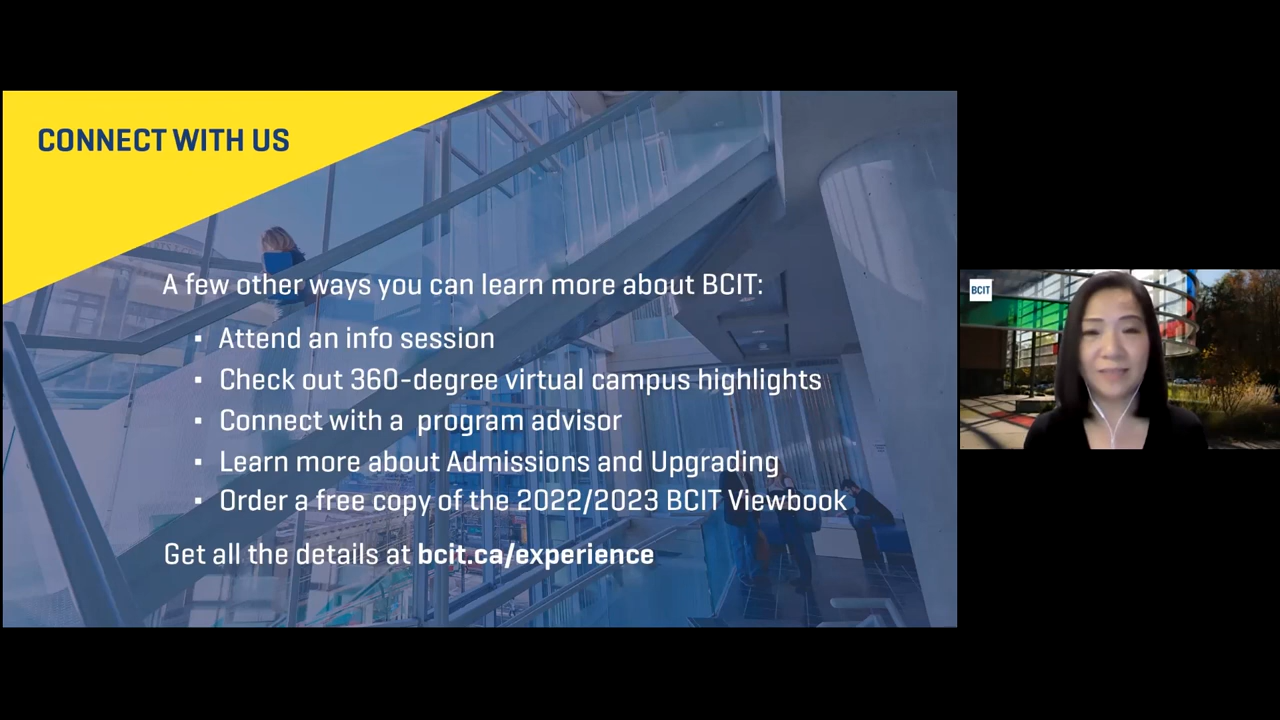 CONNECT WITH US
A few other ways you can learn more about BCIT:
▪ Attend an info session
▪ Check out 360-degree virtual campus highlights
▪ Connect with a program advisor
▪ Learn more about Admissions and Upgrading
▪ Order a free copy of the 2022/2023 BCIT Viewbook
Get all the details at bcit.ca/experience
BCIT